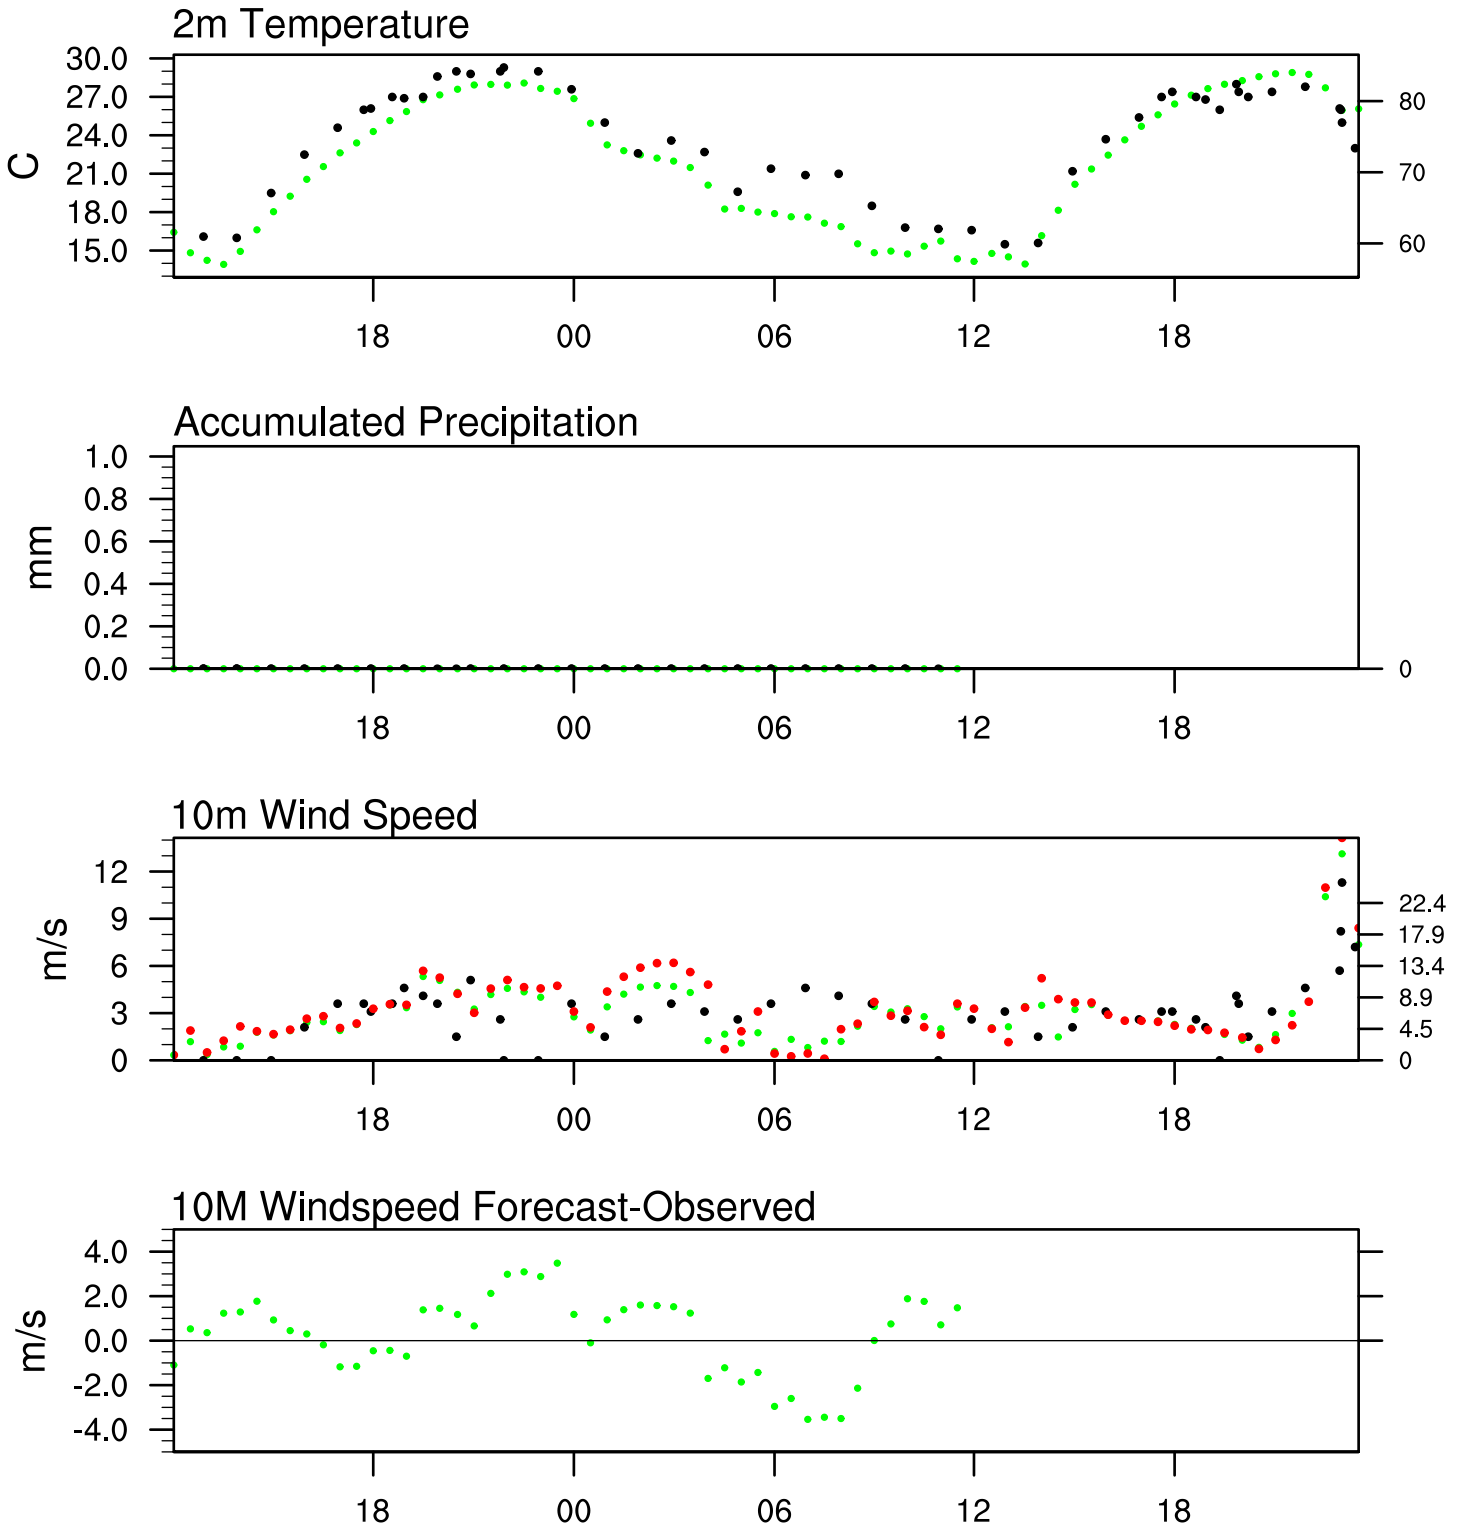 2m Temperature
30.0
27.0
24.0
21.0
18.0
15.0
C
80
70
60
18 00 06 12 18
Accumulated Precipitation
1.0
0.8
0.6
0.4
0.2
0.0
mm
0
18 00 06 12 18
10m Wind Speed
12
9
6
3
0
m/s
22.4
17.9
13.4
8.9
4.5
0
18 00 06 12 18
10M Windspeed Forecast-Observed
4.0
2.0
0.0
-2.0
-4.0
m/s
18 00 06 12 18